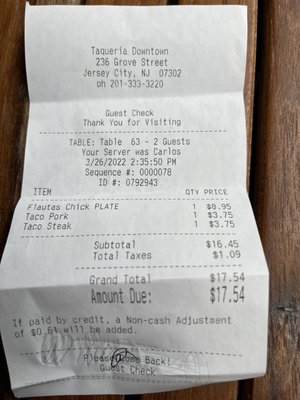 Taqueria Downtown
236 Grove Street
Jersey City, NJ 07302
ph 201-333-3220
Guest Check
Thank You for Visiting
TABLE: Table 63 - 2 Guests
Your Server was Carlos
3/26/2022 2:35:50 PM
Sequence #: 0000078
ID #: 0792943
ITEM QTY PRICE
Flautas Chick PLATE 1 $8.95
Taco Pork 1 $3.75
Taco Steak 1 $3.75
Subtotal $16.45
Total Taxes $1.09
Grand Total $17.54
Amount Due: $17.54
If paid by credit, a Non-cash Adjustment
of $0.61 will be added.
Please Come Back!
Guest Check